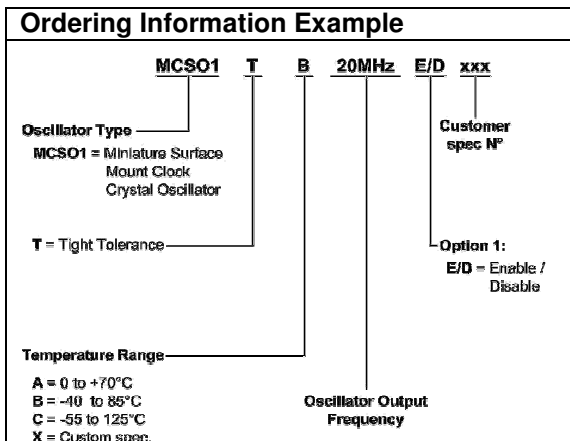 Ordering Information Example
MCSO1 T B 20MHz E/D xxx
Oscillator Type
MCSO1 = Miniature Surface
Mount Clock
Crystal Oscillator
Customer
spec Nº
T = Tight Tolerance
Option 1:
E/D = Enable /
Disable
Temperature Range
A = 0 to +70°C
B = -40 to 85°C
C = -55 to 125°C
X = Custom spec.
Oscillator Output
Frequency